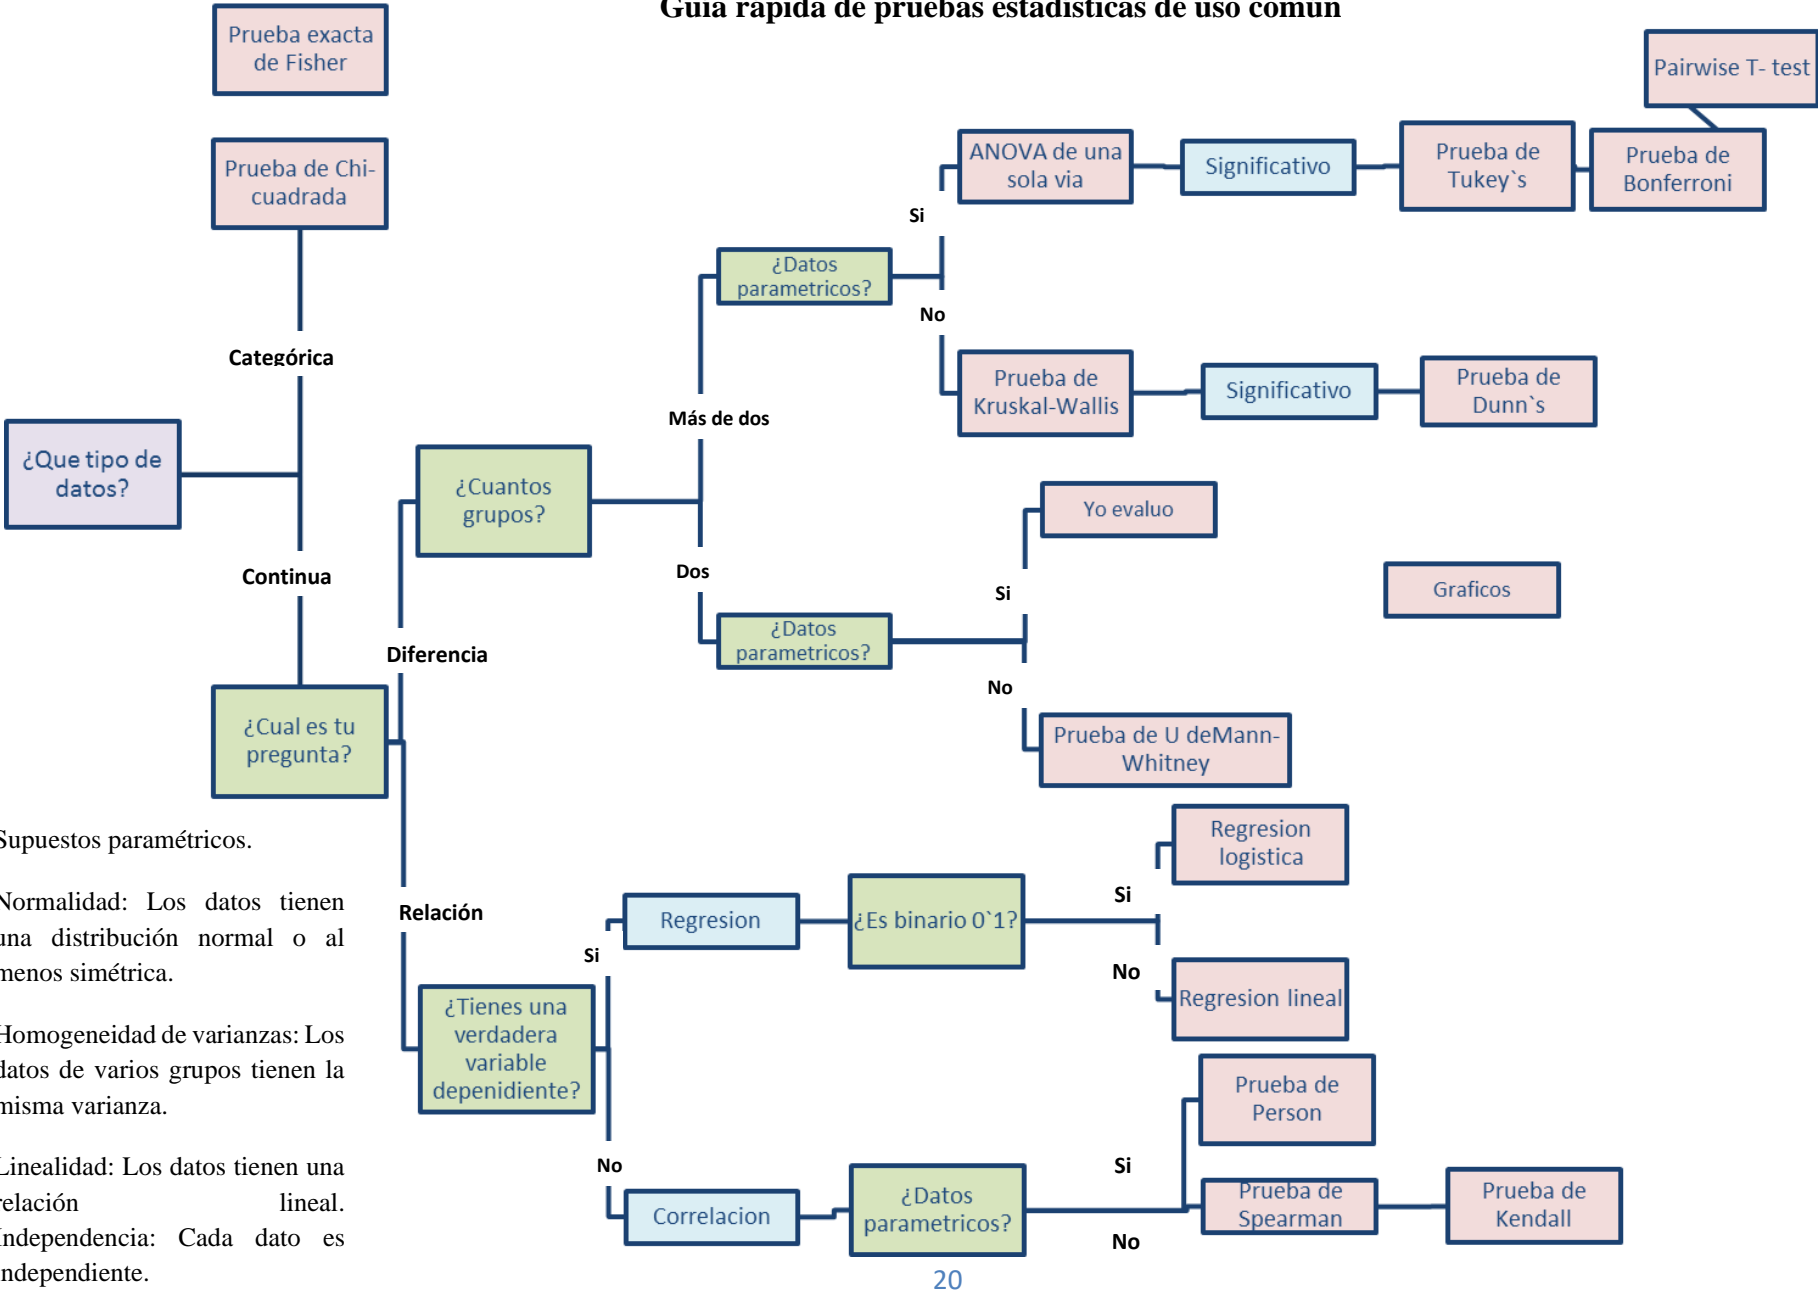 Guía rápida de pruebas estadísticas de uso común
Prueba exacta
de Fisher
Prueba de Chi-
cuadrada
Categórica
¿Que tipo de
datos?
Continua
¿Cual es tu
pregunta?
Diferencia
¿Cuantos
grupos?
Más de dos
¿Datos
parametricos?
Si
ANOVA de una
sola via
Significativo
Prueba de
Tukey`s
Prueba de
Bonferroni
Pairwise T- test
No
Prueba de
Kruskal-Wallis
Significativo
Prueba de
Dunn`s
Dos
¿Datos
parametricos?
Si
Yo evaluo
No
Prueba de U deMann-
Whitney
Graficos
Relación
¿Tienes una
verdadera
variable
depenidiente?
Si
Regresion
¿Es binario 0`1?
Si
Regresion
logistica
No
Regresion lineal
No
Correlacion
¿Datos
parametricos?
Si
Prueba de
Person
No
Prueba de
Spearman
Prueba de
Kendall
Supuestos paramétricos.
Normalidad: Los datos tienen
una distribución normal o al
menos simétrica.
Homogeneidad de varianzas: Los
datos de varios grupos tienen la
misma varianza.
Linealidad: Los datos tienen una
relación lineal.
Independencia: Cada dato es
independiente.
20